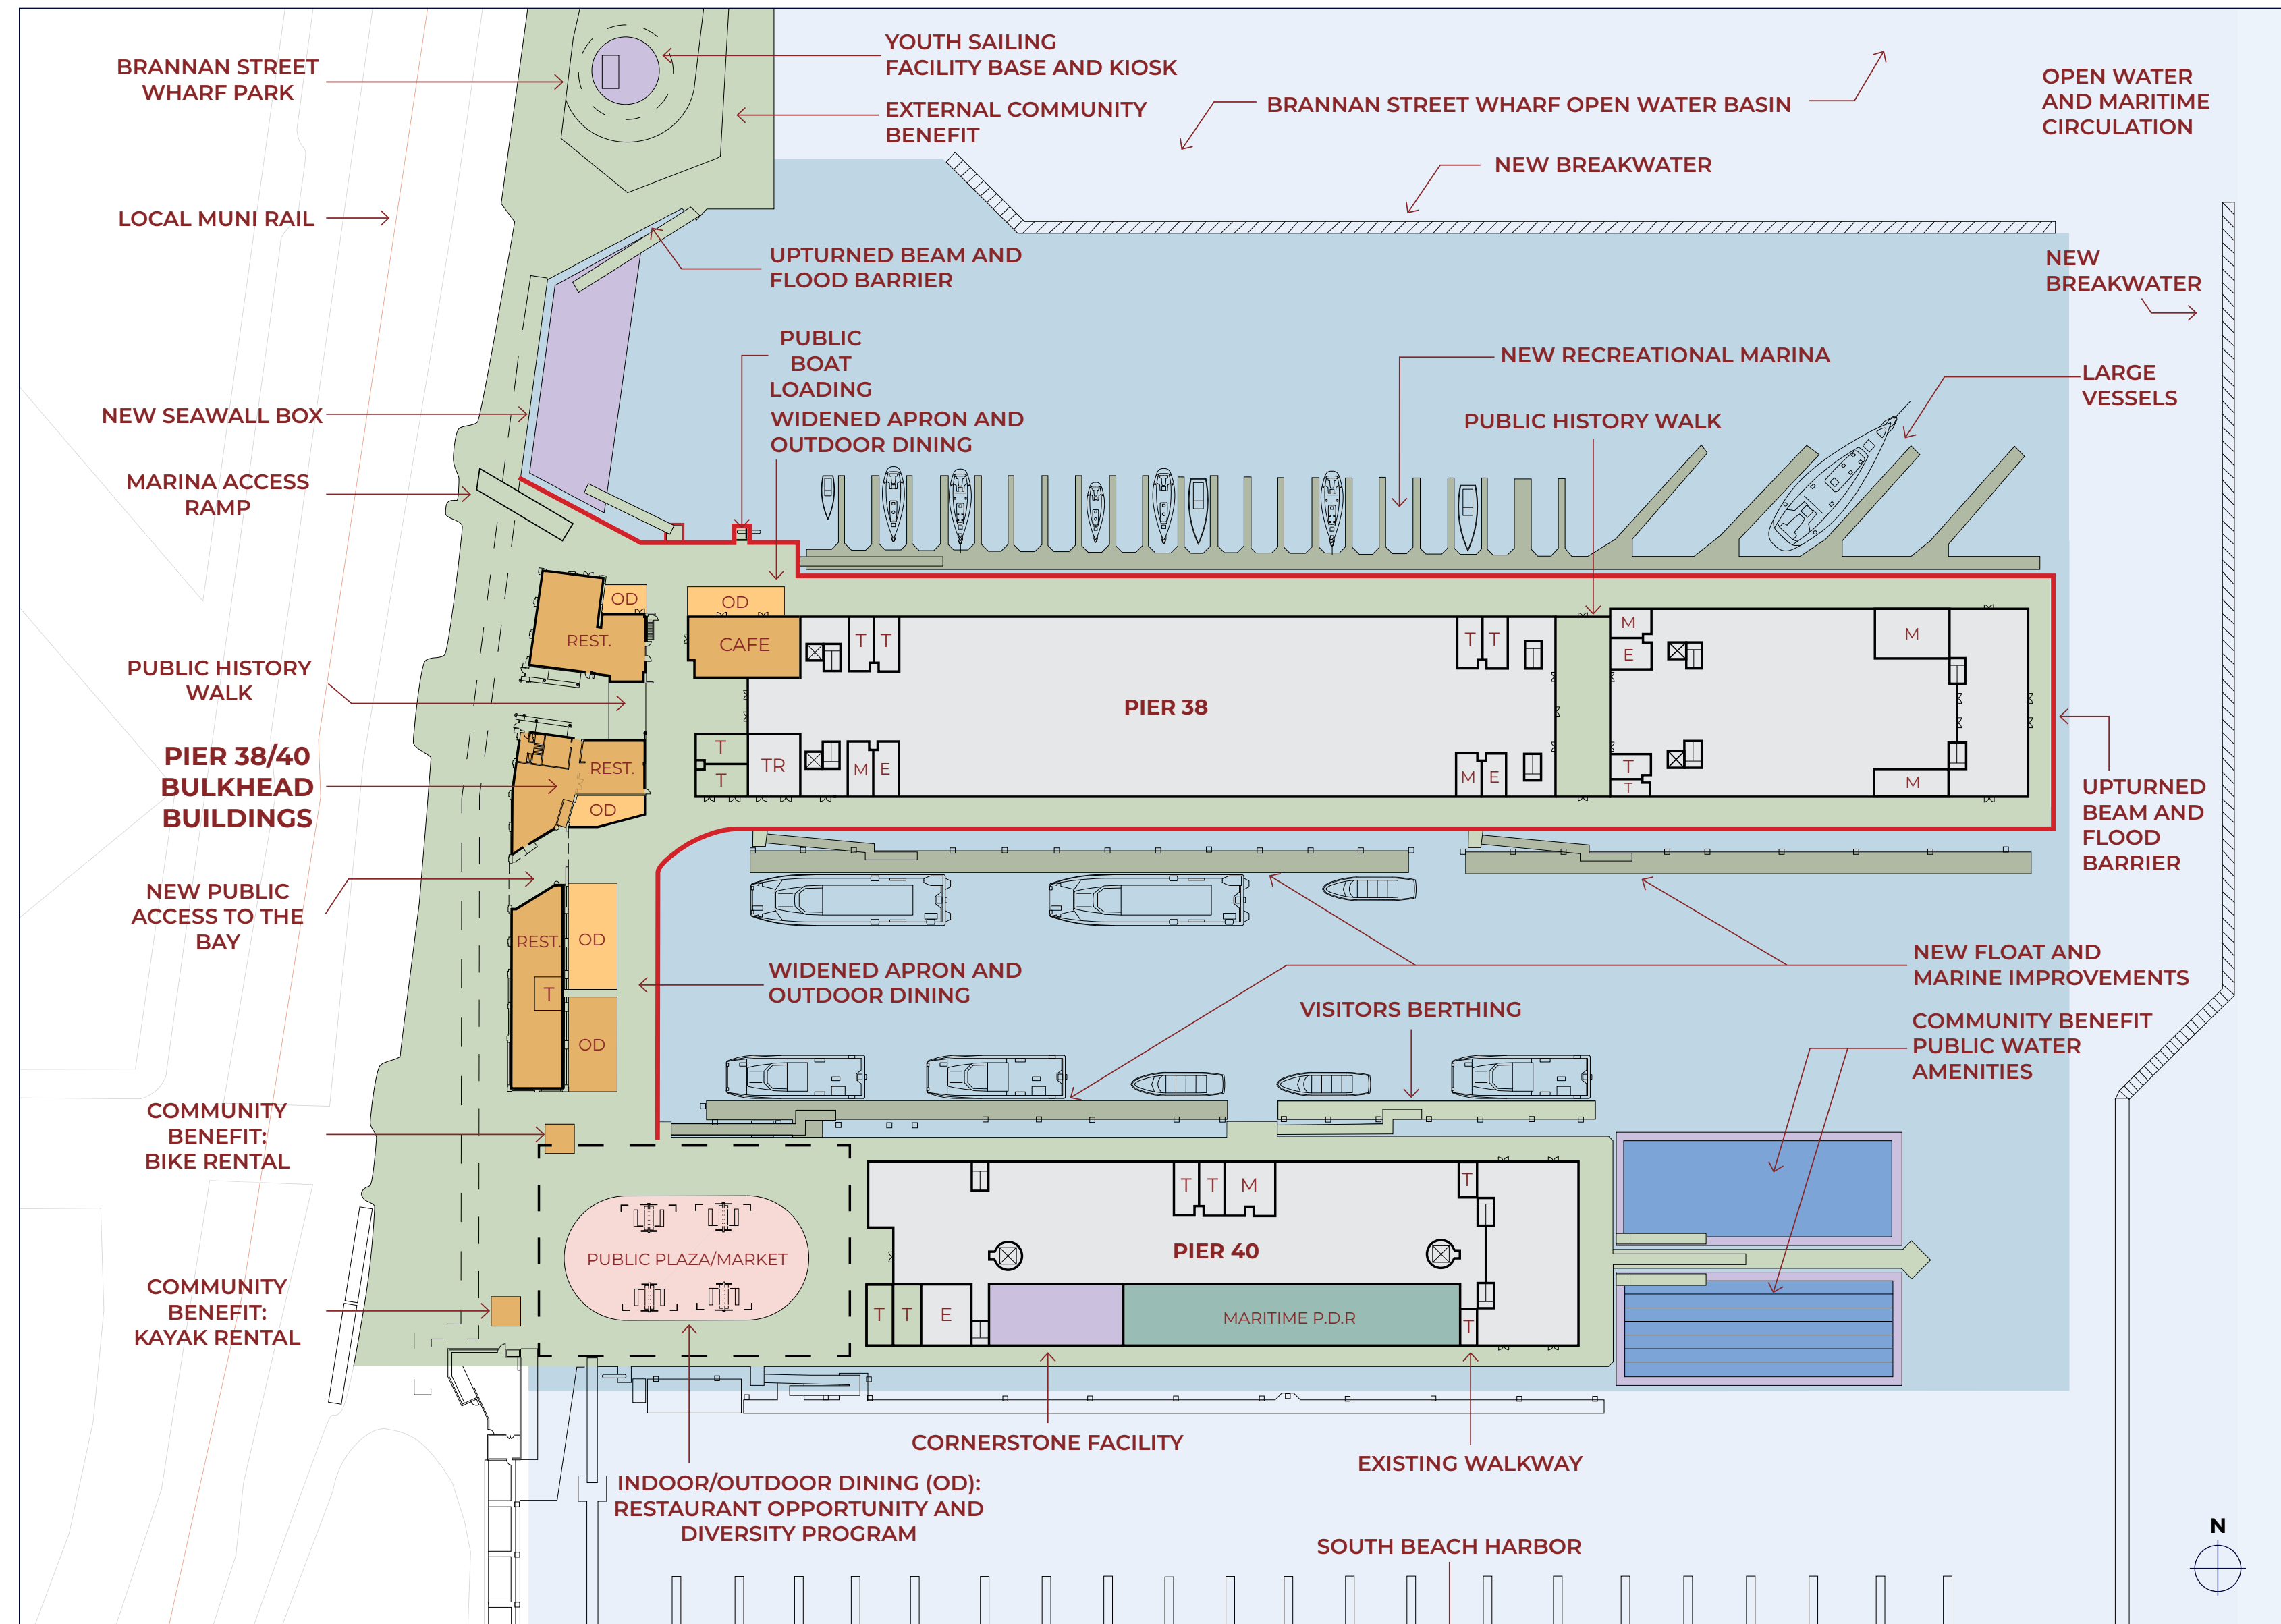 BRANNAN STREET
WHARF PARK
YOUTH SAILING
FACILITY BASE AND KIOSK
EXTERNAL COMMUNITY
BENEFIT
BRANNAN STREET WHARF OPEN WATER BASIN
OPEN WATER
AND MARITIME
CIRCULATION
NEW BREAKWATER
LOCAL MUNI RAIL
UPTURNED BEAM AND
FLOOD BARRIER
NEW
BREAKWATER
PUBLIC
BOAT
LOADING
NEW RECREATIONAL MARINA
LARGE
VESSELS
NEW SEAWALL BOX
WIDENED APRON AND
OUTDOOR DINING
PUBLIC HISTORY WALK
MARINA ACCESS
RAMP
OD
OD
REST.
CAFE
T
T
T
T
M
E
M
PUBLIC HISTORY
WALK
PIER 38
PIER 38/40
BULKHEAD
BUILDINGS
REST.
OD
T
T
TR
M
E
M
E
T
T
M
UPTURNED
BEAM AND
FLOOD
BARRIER
NEW PUBLIC
ACCESS TO THE
BAY
REST.
OD
T
OD
WIDENED APRON AND
OUTDOOR DINING
NEW FLOAT AND
MARINE IMPROVEMENTS
VISITORS BERTHING
COMMUNITY BENEFIT
PUBLIC WATER
AMENITIES
COMMUNITY
BENEFIT:
BIKE RENTAL
T
T
M
T
PUBLIC PLAZA/MARKET
PIER 40
COMMUNITY
BENEFIT:
KAYAK RENTAL
T
T
E
MARITIME P.D.R
T
CORNERSTONE FACILITY
EXISTING WALKWAY
INDOOR/OUTDOOR DINING (OD):
RESTAURANT OPPORTUNITY AND
DIVERSITY PROGRAM
SOUTH BEACH HARBOR
N